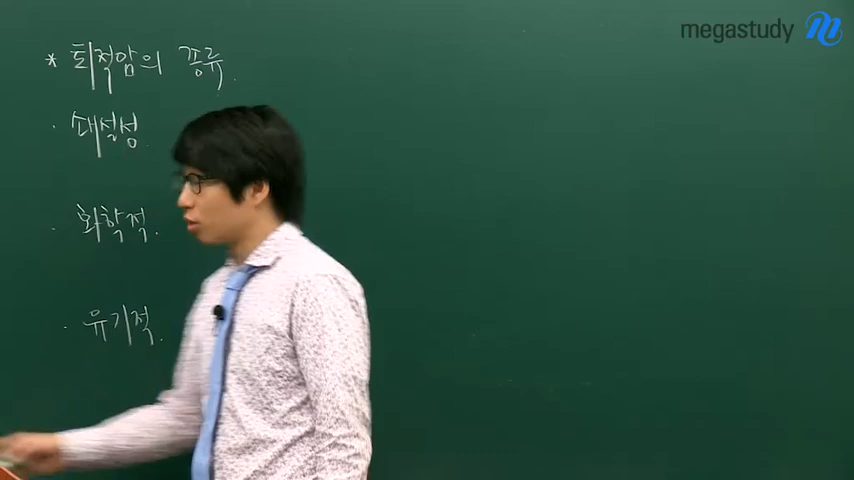 megastudy
* 퇴적암의 종류.
· 쇄설성.
· 화학적.
· 유기적.